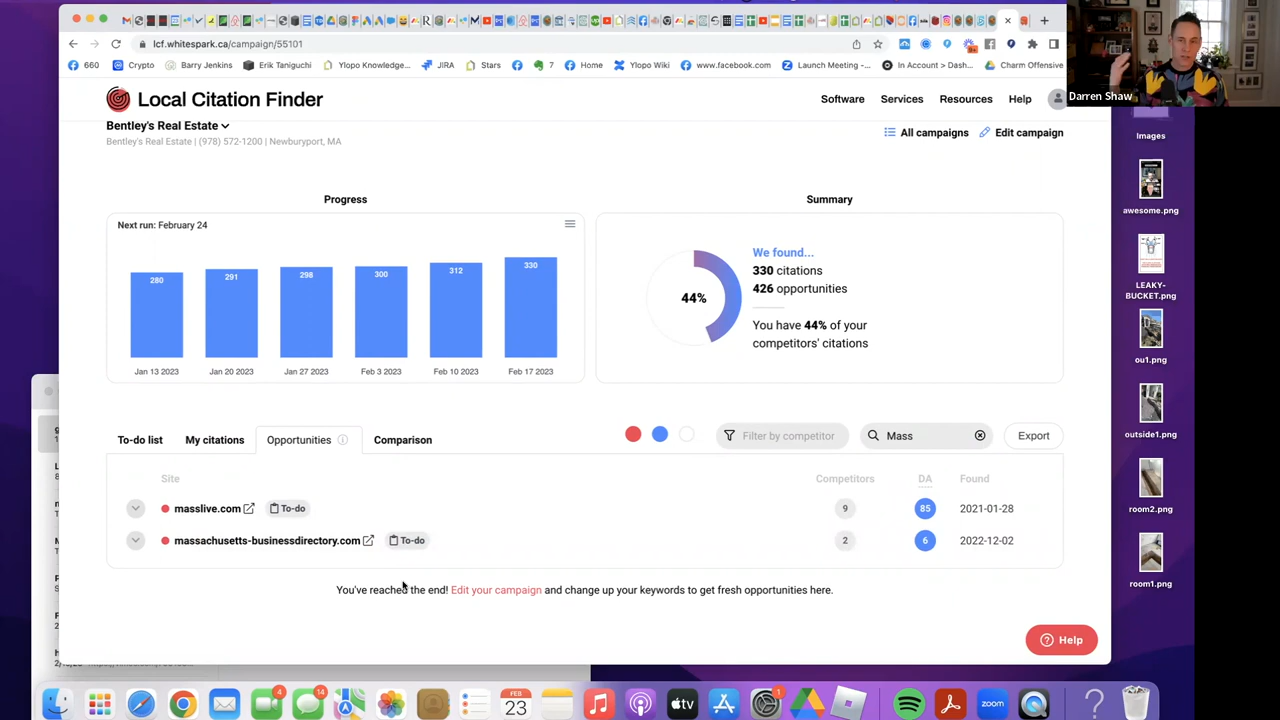 lcf.whitespark.ca/campaign/55101
660
Crypto
Barry Jenkins
Erik Taniguchi
Ylopo Knowledge...
JIRA
Stars
7
Home
Ylopo Wiki
www.facebook.com
Launch Meeting -...
In Account > Dash...
Charm Offensive
Darren Shaw
Local Citation Finder
Software
Services
Resources
Help
Bentley's Real Estate
Bentley's Real Estate | (978) 572-1200 | Newburyport, MA
All campaigns
Edit campaign
Progress
Summary
Next run: February 24
280
291
298
300
312
330
Jan 13 2023
Jan 20 2023
Jan 27 2023
Feb 3 2023
Feb 10 2023
Feb 17 2023
44%
We found...
330 citations
426 opportunities
You have 44% of your
competitors' citations
To-do list
My citations
Opportunities
Comparison
Filter by competitor
Mass
Export
Site
Competitors
DA
Found
masslive.com
To-do
9
85
2021-01-28
massachusetts-businessdirectory.com
To-do
2
6
2022-12-02
You've reached the end! Edit your campaign and change up your keywords to get fresh opportunities here.
Help
Images
awesome.png
LEAKY-
BUCKET.png
ou1.png
outside1.png
room2.png
room1.png
4
14
FEB
23
tv
1
zoom